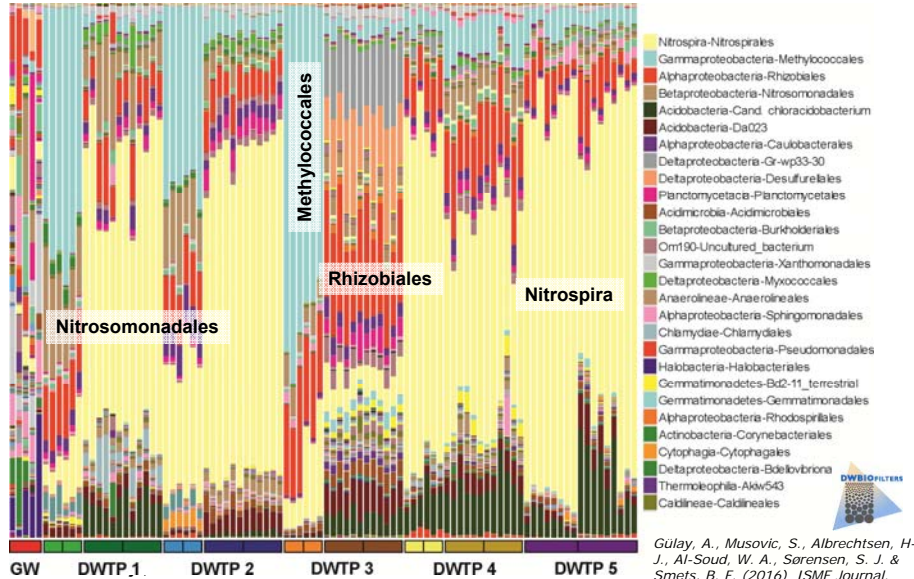 Methylococcales
Rhizobiales
Nitrospira
Nitrosomonadales
GW
DWTP 1
DWTP 2
DWTP 3
DWTP 4
DWTP 5
Nitrospira-Nitrospirales
Gammaproteobacteria-Methylococcales
Alphaproteobacteria-Rhizobiales
Betaproteobacteria-Nitrosomonadales
Acidobacteria-Cand. chloracidobacterium
Acidobacteria-Da023
Alphaproteobacteria-Caulobacterales
Deltaproteobacteria-Gr-wp33-30
Deltaproteobacteria-Desulfurellales
Planctomycetacia-Planctomycetales
Acidimicrobia-Acidimicrobiales
Betaproteobacteria-Burkholderiales
Om190-Uncultured_bacterium
Gammaproteobacteria-Xanthomonadales
Deltaproteobacteria-Myxococcales
Anaerolineae-Anaerolineales
Alphaproteobacteria-Sphingomonadales
Chlamydiae-Chlamydiales
Gammaproteobacteria-Pseudomonadales
Halobacteria-Halobacteriales
Gemmatimonadetes-Bd2-11_terrestrial
Gemmatimonadetes-Gemmatimonadales
Alphaproteobacteria-Rhodospirillales
Actinobacteria-Corynebacteriales
Cytophagia-Cytophagales
Deltaproteobacteria-Bdellovibriona
Thermoleophilia-Akiw543
Caldilineae-Caldilineales
DWBIOFILTERS
Gülay, A., Musovic, S., Albrechtsen, H-
J., Al-Soud, W. A., Sørensen, S. J. &
Smets, B. F. (2016). ISME Journal.